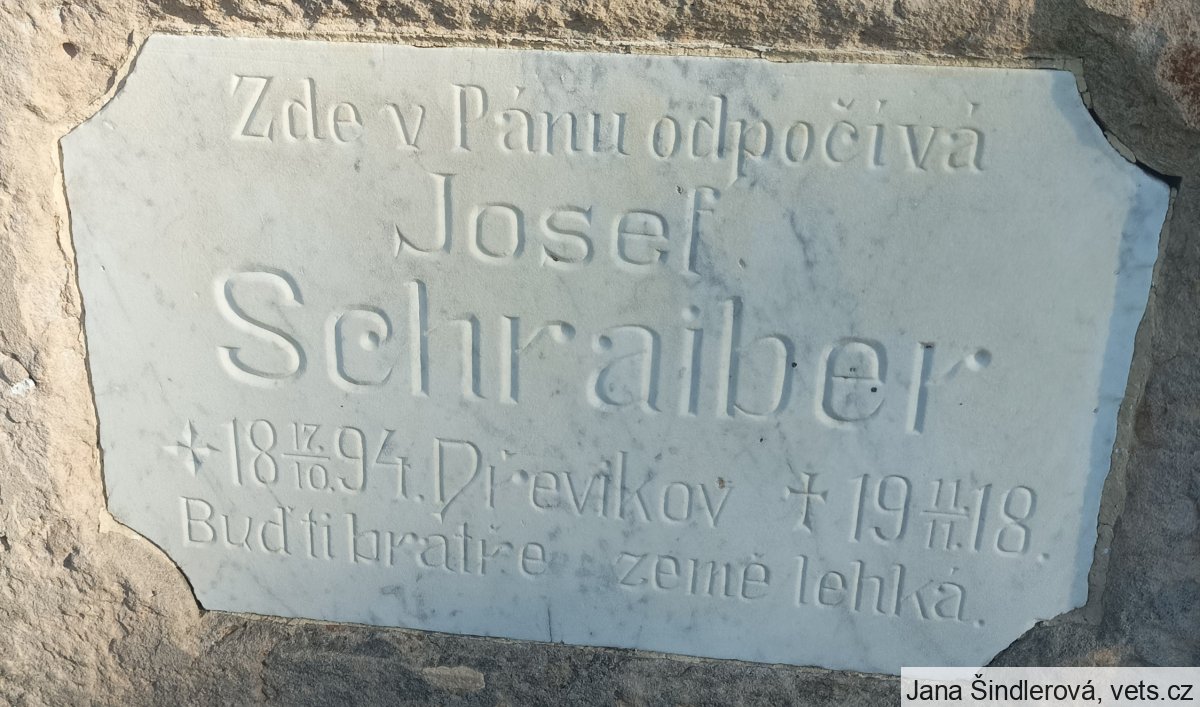 Zde v Pánu odpočívá
Josef
Schraiber
18 17./10. 94. Dřevíkov ✝ 19 11./11. 18.
Buď ti bratře země lehká.
Jana Šindlerová, vets.cz